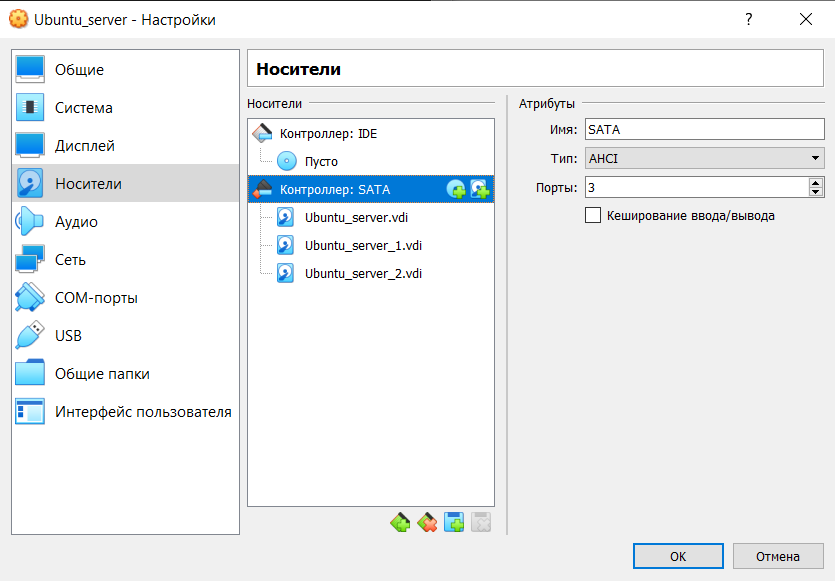 Ubuntu_server - Настройки
?
Общие
Система
Дисплей
Носители
Аудио
Сеть
COM-порты
USB
Общие папки
Интерфейс пользователя
Носители
Носители
Контроллер: IDE
Пусто
Контроллер: SATA
Ubuntu_server.vdi
Ubuntu_server_1.vdi
Ubuntu_server_2.vdi
Атрибуты
Имя: SATA
Тип: AHCI
Порты: 3
Кеширование ввода/вывода
OK
Отмена